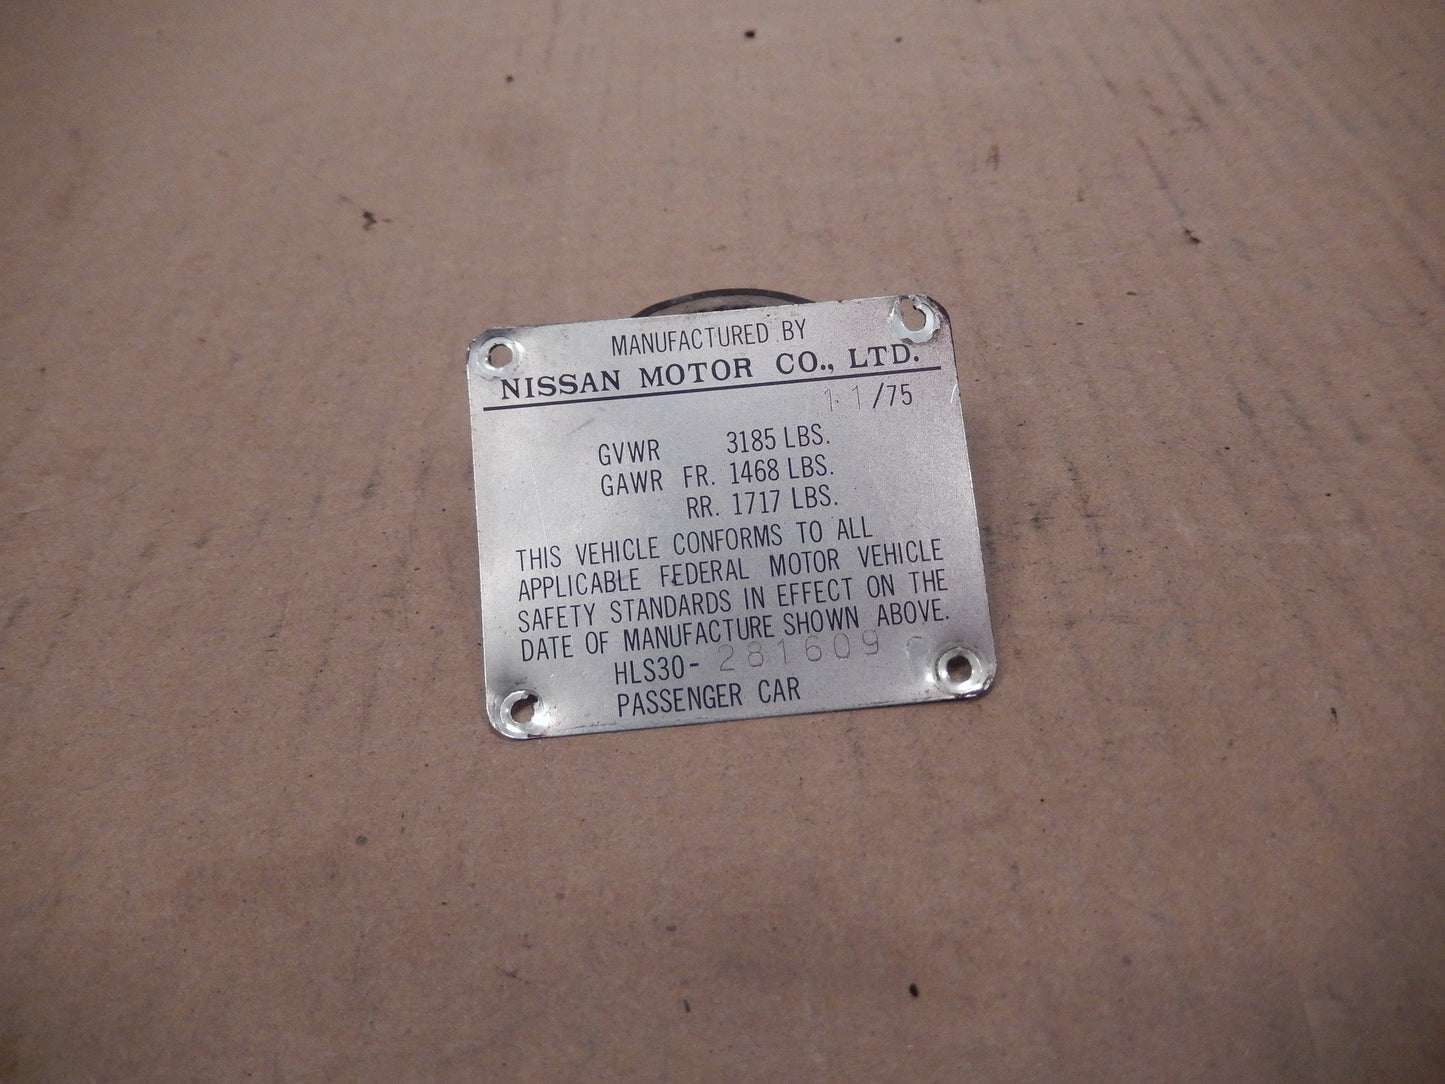 MANUFACTURED BY
NISSAN MOTOR CO., LTD.
11/75
GVWR 3185 LBS.
GAWR FR. 1468 LBS.
RR. 1717 LBS.
THIS VEHICLE CONFORMS TO ALL
APPLICABLE FEDERAL MOTOR VEHICLE
SAFETY STANDARDS IN EFFECT ON THE
DATE OF MANUFACTURE SHOWN ABOVE.
HLS30-281609
PASSENGER CAR